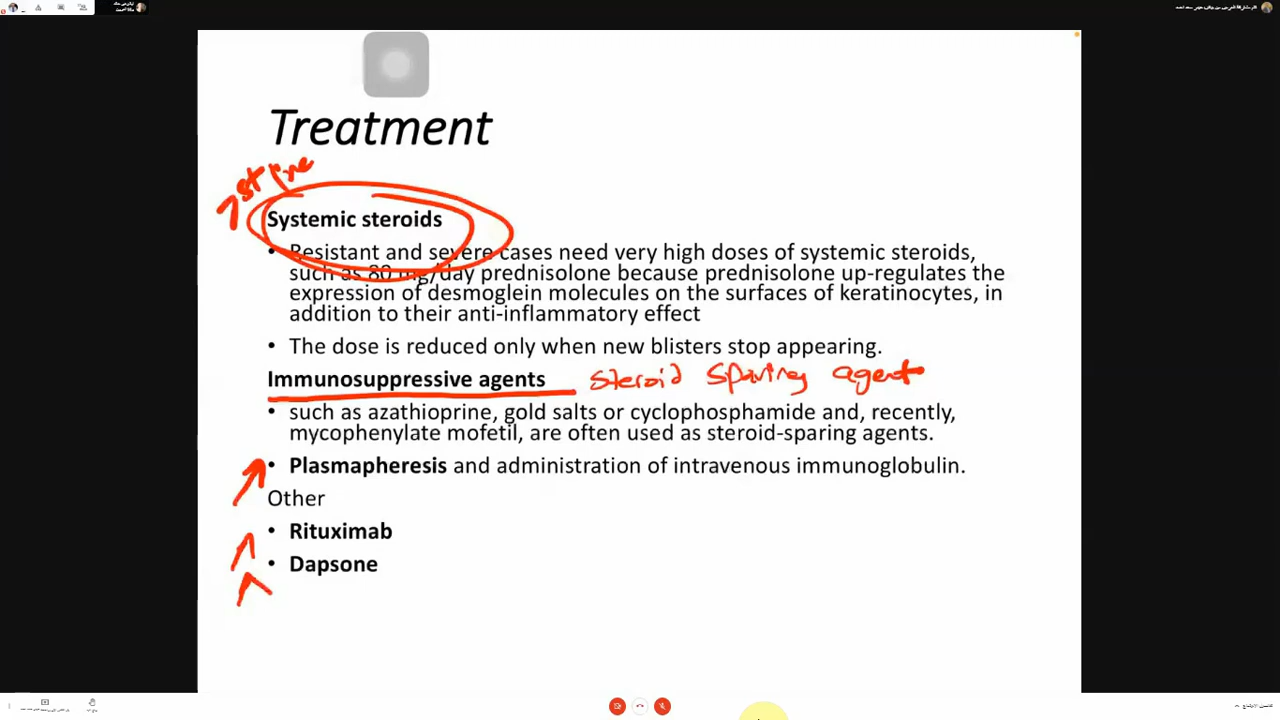 Treatment
1st line
Systemic steroids
• Resistant and severe cases need very high doses of systemic steroids,
such as 80 mg/day prednisolone because prednisolone up-regulates the
expression of desmoglein molecules on the surfaces of keratinocytes, in
addition to their anti-inflammatory effect
• The dose is reduced only when new blisters stop appearing.
Immunosuppressive agents steroid sparing agent
• such as azathioprine, gold salts or cyclophosphamide and, recently,
mycophenylate mofetil, are often used as steroid-sparing agents.
• Plasmapheresis and administration of intravenous immunoglobulin.
Other
• Rituximab
• Dapsone